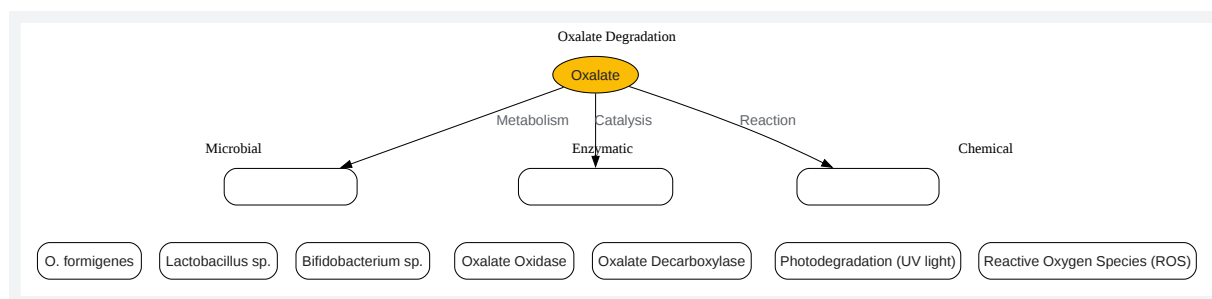 Oxalate Degradation
Oxalate
Metabolism
Catalysis
Reaction
Microbial
Enzymatic
Chemical
O. formigenes
Lactobacillus sp.
Bifidobacterium sp.
Oxalate Oxidase
Oxalate Decarboxylase
Photodegradation (UV light)
Reactive Oxygen Species (ROS)